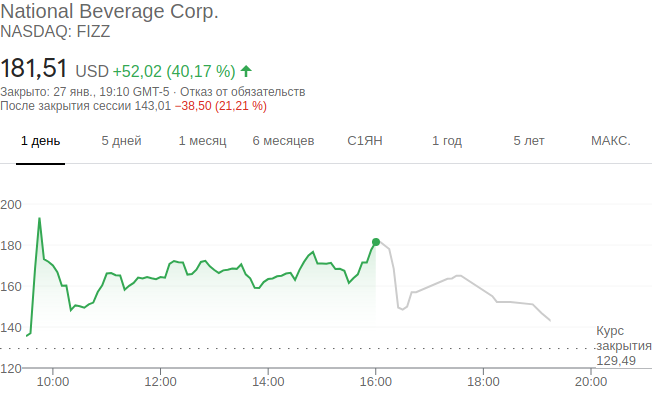 National Beverage Corp.
NASDAQ: FIZZ
181,51 USD +52,02 (40,17 %)
Закрыто: 27 янв., 19:10 GMT-5 · Отказ от обязательств
После закрытия сессии 143,01 −38,50 (21,21 %)
1 день 5 дней 1 месяц 6 месяцев С1ЯН 1 год 5 лет МАКС.
200
180
160
140
Курс
закрытия
129,49
120
10:00 12:00 14:00 16:00 18:00 20:00